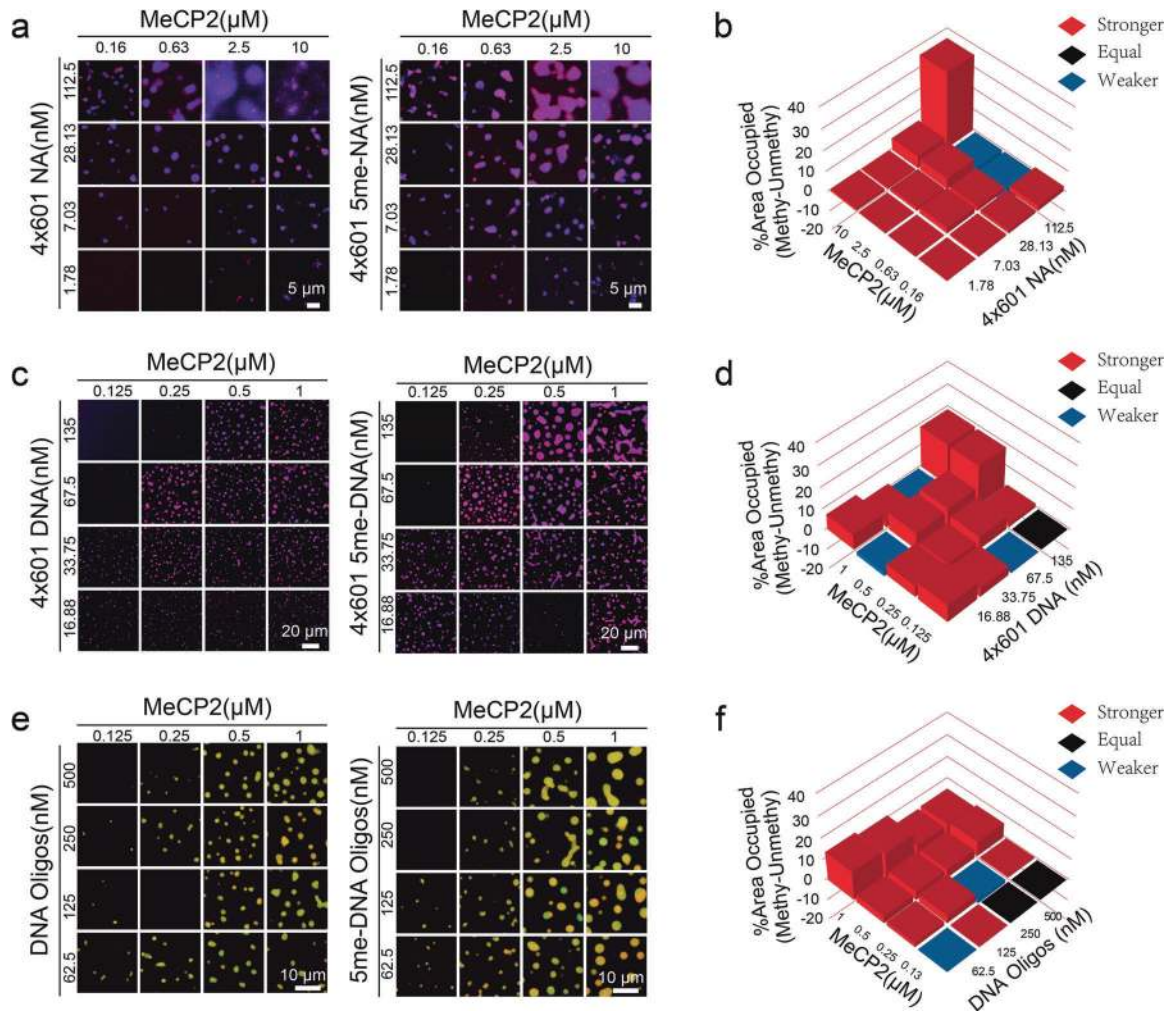 a
MeCP2(μM)
0.16 0.63 2.5 10
4x601 NA(nM)
112.5
28.13
7.03
1.78
5 μm
MeCP2(μM)
0.16 0.63 2.5 10
4x601 5me-NA(nM)
112.5
28.13
7.03
1.78
5 μm
b
Stronger
Equal
Weaker
%Area Occupied
(Methy-Unmethy)
40
30
20
10
0
-10
-20
10 2.5 0.63 0.16
MeCP2(μM)
1.78 7.03 28.13 112.5
4x601 NA(nM)
c
MeCP2(μM)
0.125 0.25 0.5 1
4x601 DNA(nM)
135
67.5
33.75
16.88
20 μm
MeCP2(μM)
0.125 0.25 0.5 1
4x601 5me-DNA(nM)
135
67.5
33.75
16.88
20 μm
d
Stronger
Equal
Weaker
%Area Occupied
(Methy-Unmethy)
40
30
20
10
0
-10
-20
1 0.5 0.25 0.125
MeCP2(μM)
16.88 33.75 67.5 135
4x601 DNA (nM)
e
MeCP2(μM)
0.125 0.25 0.5 1
DNA Oligos(nM)
500
250
125
62.5
10 μm
MeCP2(μM)
0.125 0.25 0.5 1
5me-DNA Oligos(nM)
500
250
125
62.5
10 μm
f
Stronger
Equal
Weaker
%Area Occupied
(Methy-Unmethy)
40
30
20
10
0
-10
-20
1 0.5 0.25 0.13
MeCP2(μM)
62.5 125 250 500
DNA Oligos (nM)